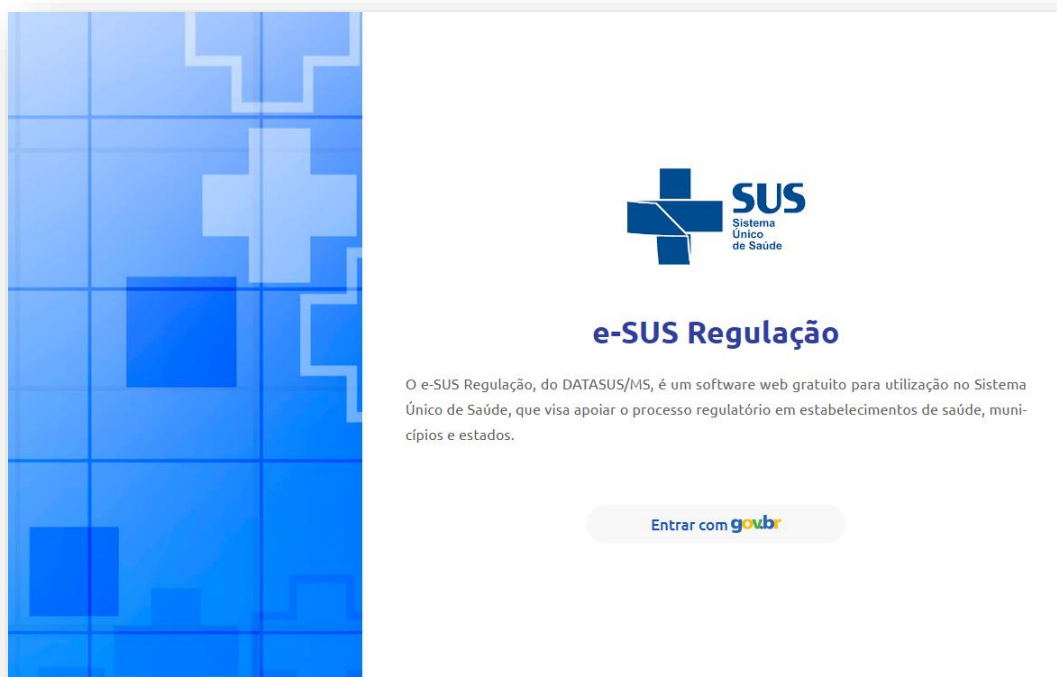 SUS
Sistema
Único
de Saúde
e-SUS Regulação
O e-SUS Regulação, do DATASUS/MS, é um software web gratuito para utilização no Sistema
Único de Saúde, que visa apoiar o processo regulatório em estabelecimentos de saúde, muni-
cípios e estados.
Entrar com gov.br